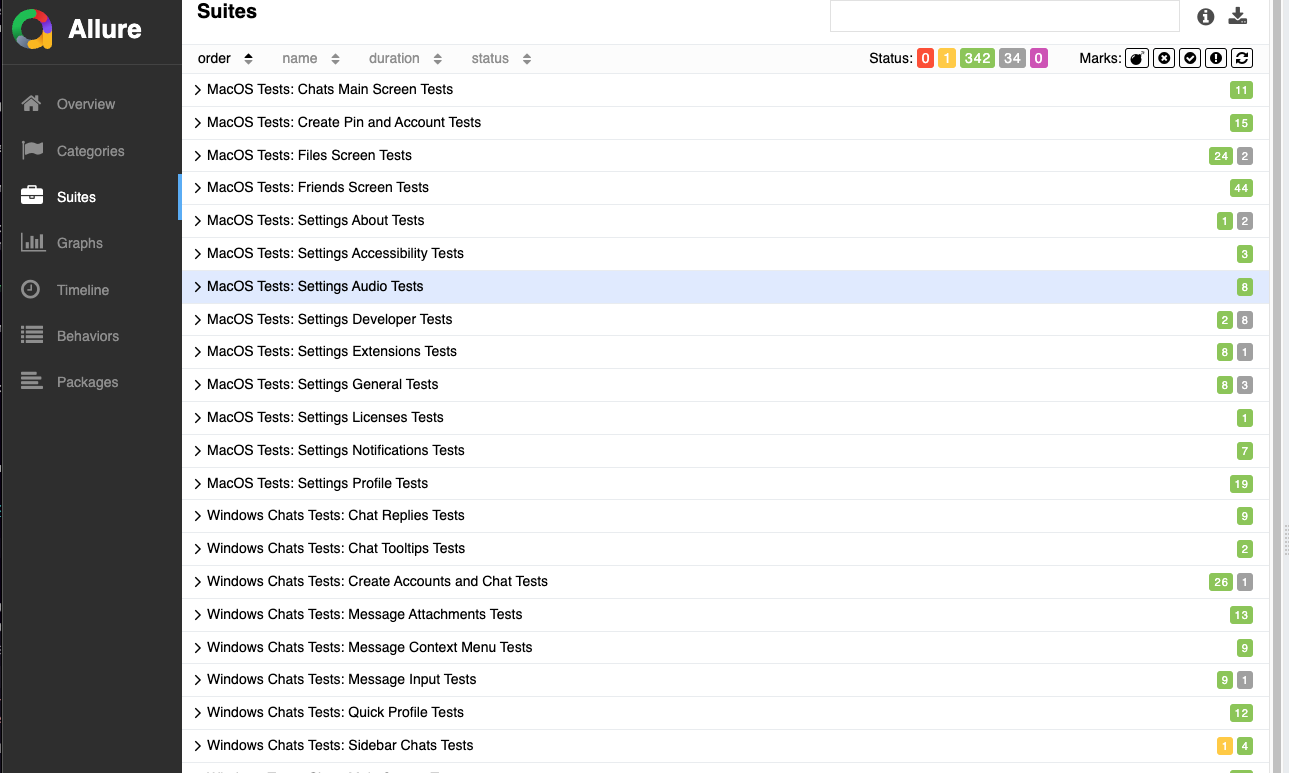 Allure
Overview
Categories
Suites
Graphs
Timeline
Behaviors
Packages
Suites
order name duration status Status: 0 1 342 34 0 Marks:
MacOS Tests: Chats Main Screen Tests 11
MacOS Tests: Create Pin and Account Tests 15
MacOS Tests: Files Screen Tests 24 2
MacOS Tests: Friends Screen Tests 44
MacOS Tests: Settings About Tests 1 2
MacOS Tests: Settings Accessibility Tests 3
MacOS Tests: Settings Audio Tests 8
MacOS Tests: Settings Developer Tests 2 8
MacOS Tests: Settings Extensions Tests 8 1
MacOS Tests: Settings General Tests 8 3
MacOS Tests: Settings Licenses Tests 1
MacOS Tests: Settings Notifications Tests 7
MacOS Tests: Settings Profile Tests 19
Windows Chats Tests: Chat Replies Tests 9
Windows Chats Tests: Chat Tooltips Tests 2
Windows Chats Tests: Create Accounts and Chat Tests 26 1
Windows Chats Tests: Message Attachments Tests 13
Windows Chats Tests: Message Context Menu Tests 9
Windows Chats Tests: Message Input Tests 9 1
Windows Chats Tests: Quick Profile Tests 12
Windows Chats Tests: Sidebar Chats Tests 1 4